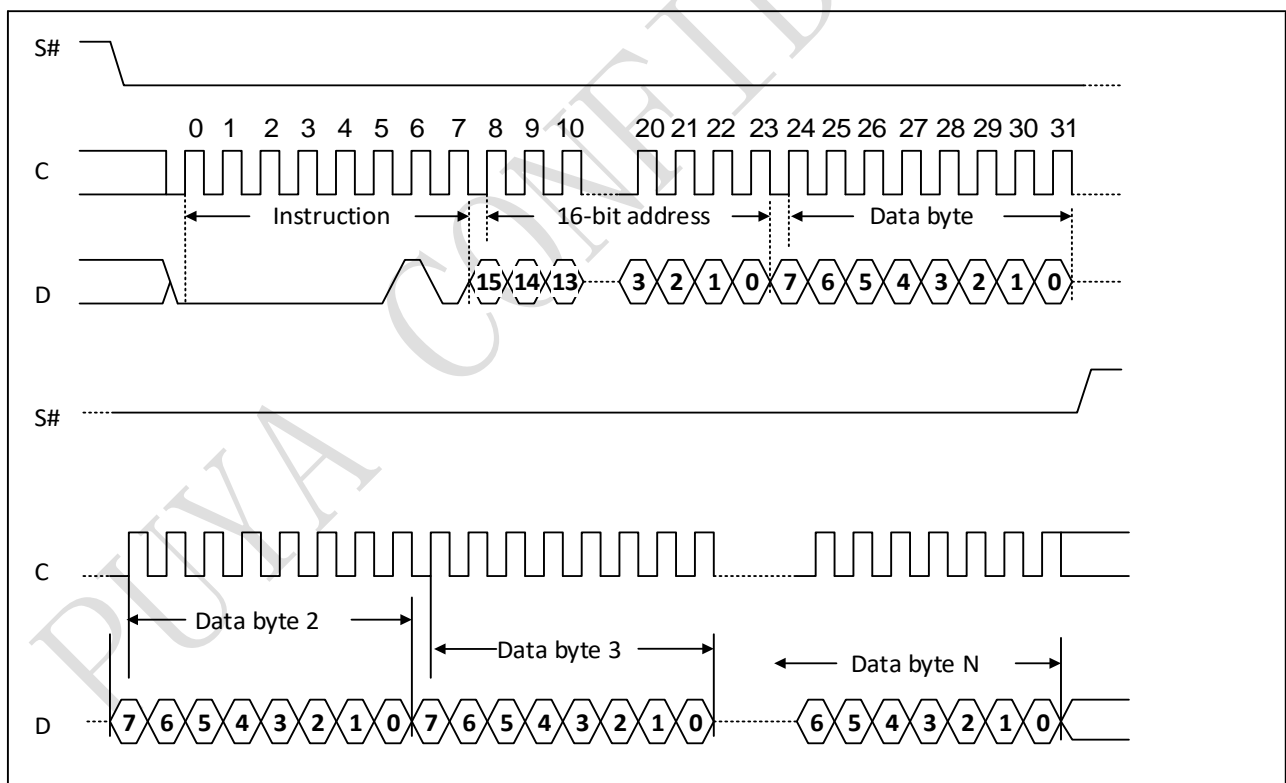 S#
0 1 2 3 4 5 6 7 8 9 10 20 21 22 23 24 25 26 27 28 29 30 31
C
Instruction 16-bit address Data byte
D 15 14 13 3 2 1 0 7 6 5 4 3 2 1 0
S#
C
Data byte 2 Data byte 3 Data byte N
D 7 6 5 4 3 2 1 0 7 6 5 4 3 2 1 0 6 5 4 3 2 1 0
PUYA CONFID